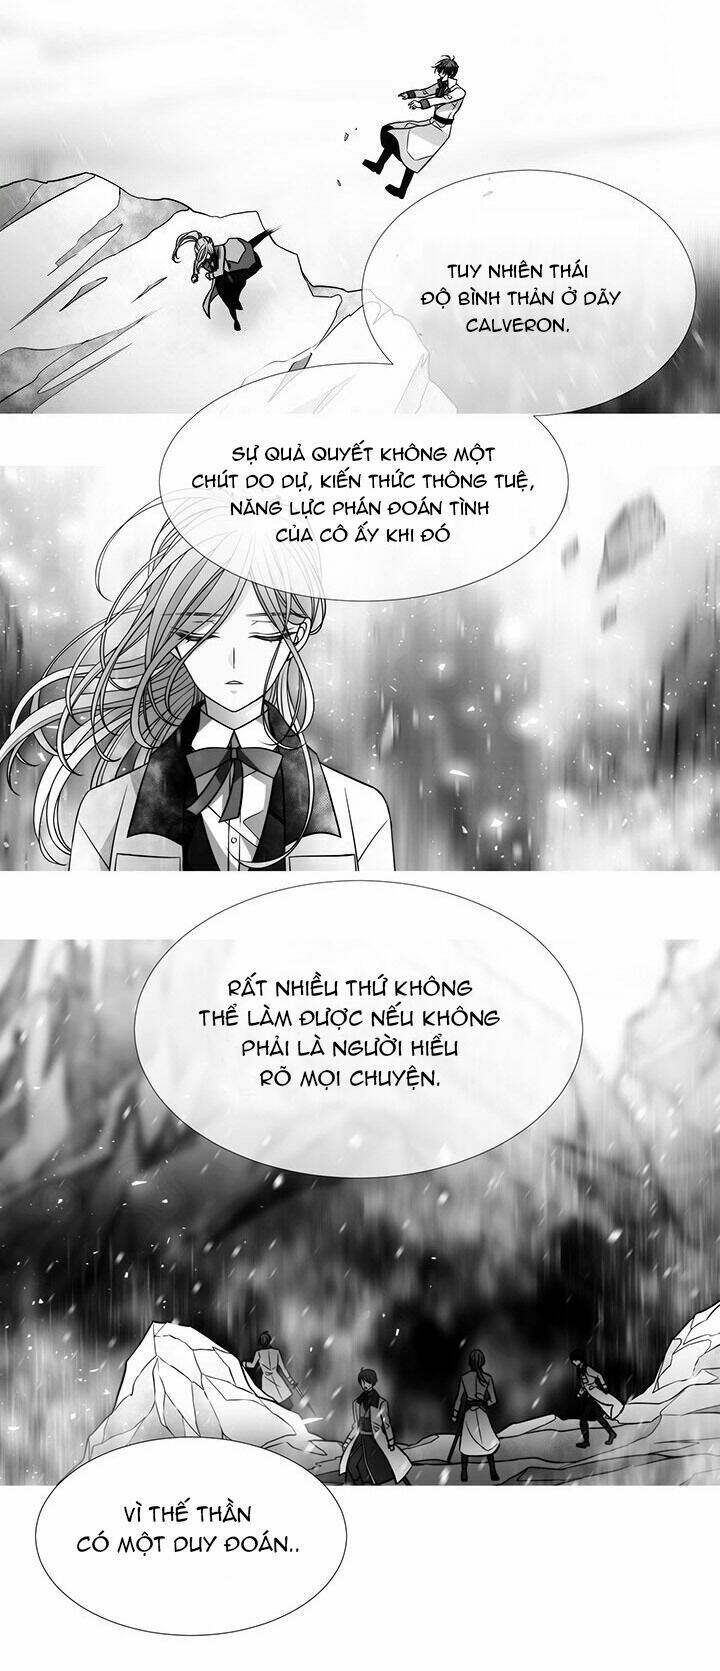 TUY NHIÊN THÁI
ĐỘ BÌNH THẢN Ở DÃY
CALVERON.
SỰ QUẢ QUYẾT KHÔNG MỘT
CHÚT DO DỰ, KIẾN THỨC THÔNG TUỆ,
NĂNG LỰC PHÁN ĐOÁN TÌNH
CỦA CÔ ẤY KHI ĐÓ
RẤT NHIỀU THỨ KHÔNG
THỂ LÀM ĐƯỢC NẾU KHÔNG
PHẢI LÀ NGƯỜI HIỂU
RÕ MỌI CHUYỆN.
VÌ THẾ THẦN
CÓ MỘT DUY ĐOÁN..